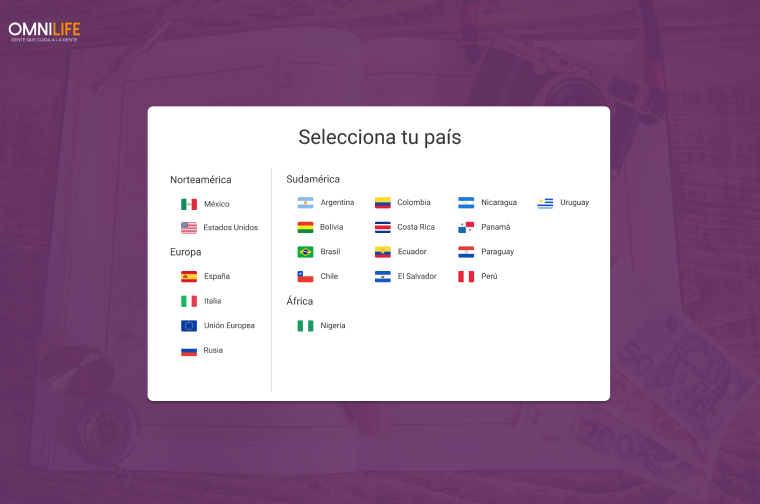 OMNILIFE
GENTE QUE CUIDA A LA GENTE
Selecciona tu país
Norteamérica
México
Estados Unidos
Europa
España
Italia
Unión Europea
Rusia
Sudamérica
Argentina
Bolivia
Brasil
Chile
Colombia
Costa Rica
Ecuador
El Salvador
Nicaragua
Panamá
Paraguay
Perú
Uruguay
África
Nigeria
200